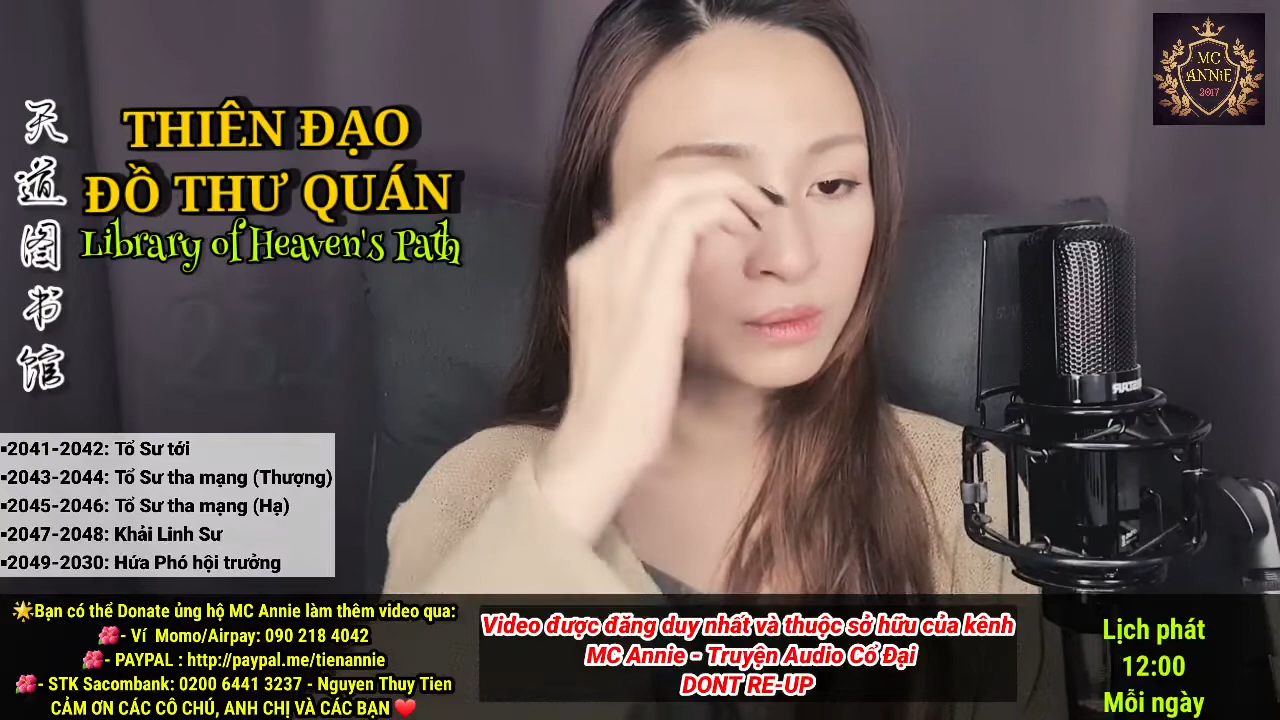 天道图书馆
THIÊN ĐẠO
ĐỒ THƯ QUÁN
Library of Heaven's Path
MC
ANNiE
2017
▪2041-2042: Tổ Sư tới
▪2043-2044: Tổ Sư tha mạng (Thượng)
▪2045-2046: Tổ Sư tha mạng (Hạ)
▪2047-2048: Khải Linh Sư
▪2049-2030: Hứa Phó hội trưởng
🌟Bạn có thể Donate ủng hộ MC Annie làm thêm video qua:
🌺- Ví Momo/Airpay: 090 218 4042
🌺- PAYPAL : http://paypal.me/tienannie
🌺- STK Sacombank: 0200 6441 3237 - Nguyen Thuy Tien
CẢM ƠN CÁC CÔ CHÚ, ANH CHỊ VÀ CÁC BẠN ❤️
Video được đăng duy nhất và thuộc sở hữu của kênh
MC Annie - Truyện Audio Cổ Đại
DONT RE-UP
Lịch phát
12:00
Mỗi ngày